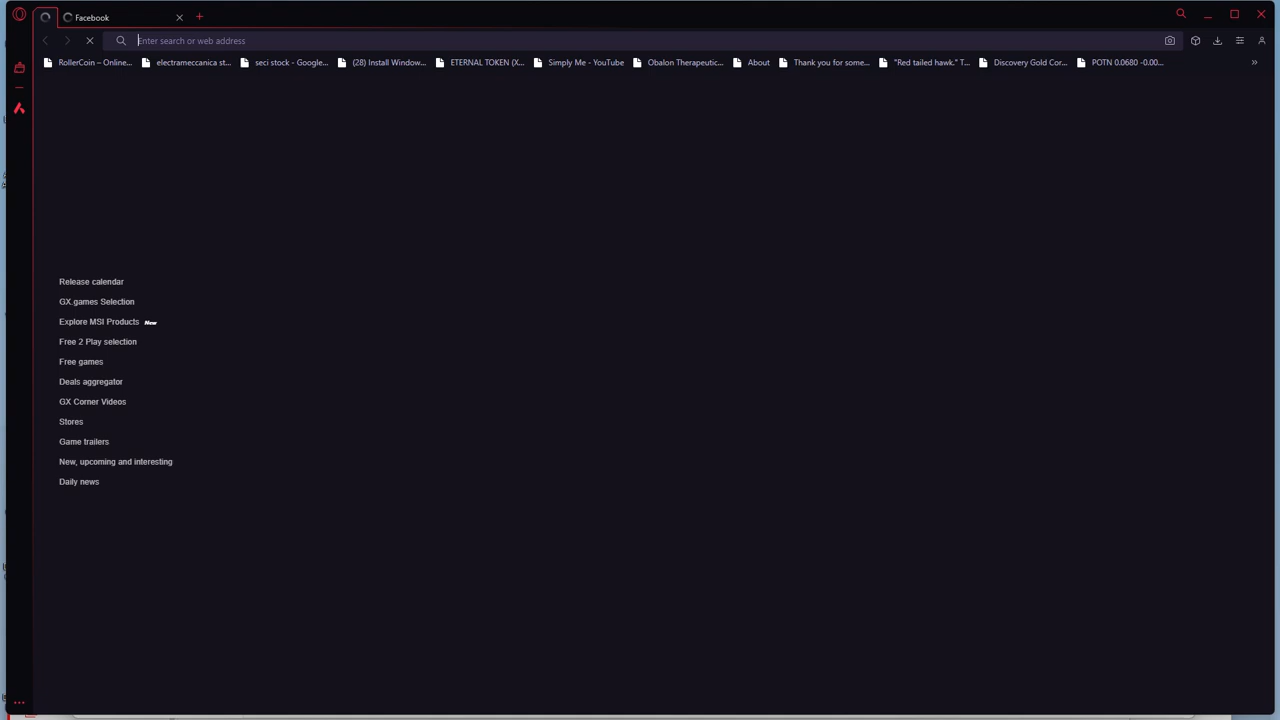 Facebook
Enter search or web address
RollerCoin – Online... electrameccanica st... seci stock - Google... (28) Install Window... ETERNAL TOKEN (X... Simply Me - YouTube Obalon Therapeutic... About Thank you for some... "Red tailed hawk." T... Discovery Gold Cor... POTN 0.0680 -0.00...
Release calendar
GX.games Selection
Explore MSI Products New
Free 2 Play selection
Free games
Deals aggregator
GX Corner Videos
Stores
Game trailers
New, upcoming and interesting
Daily news